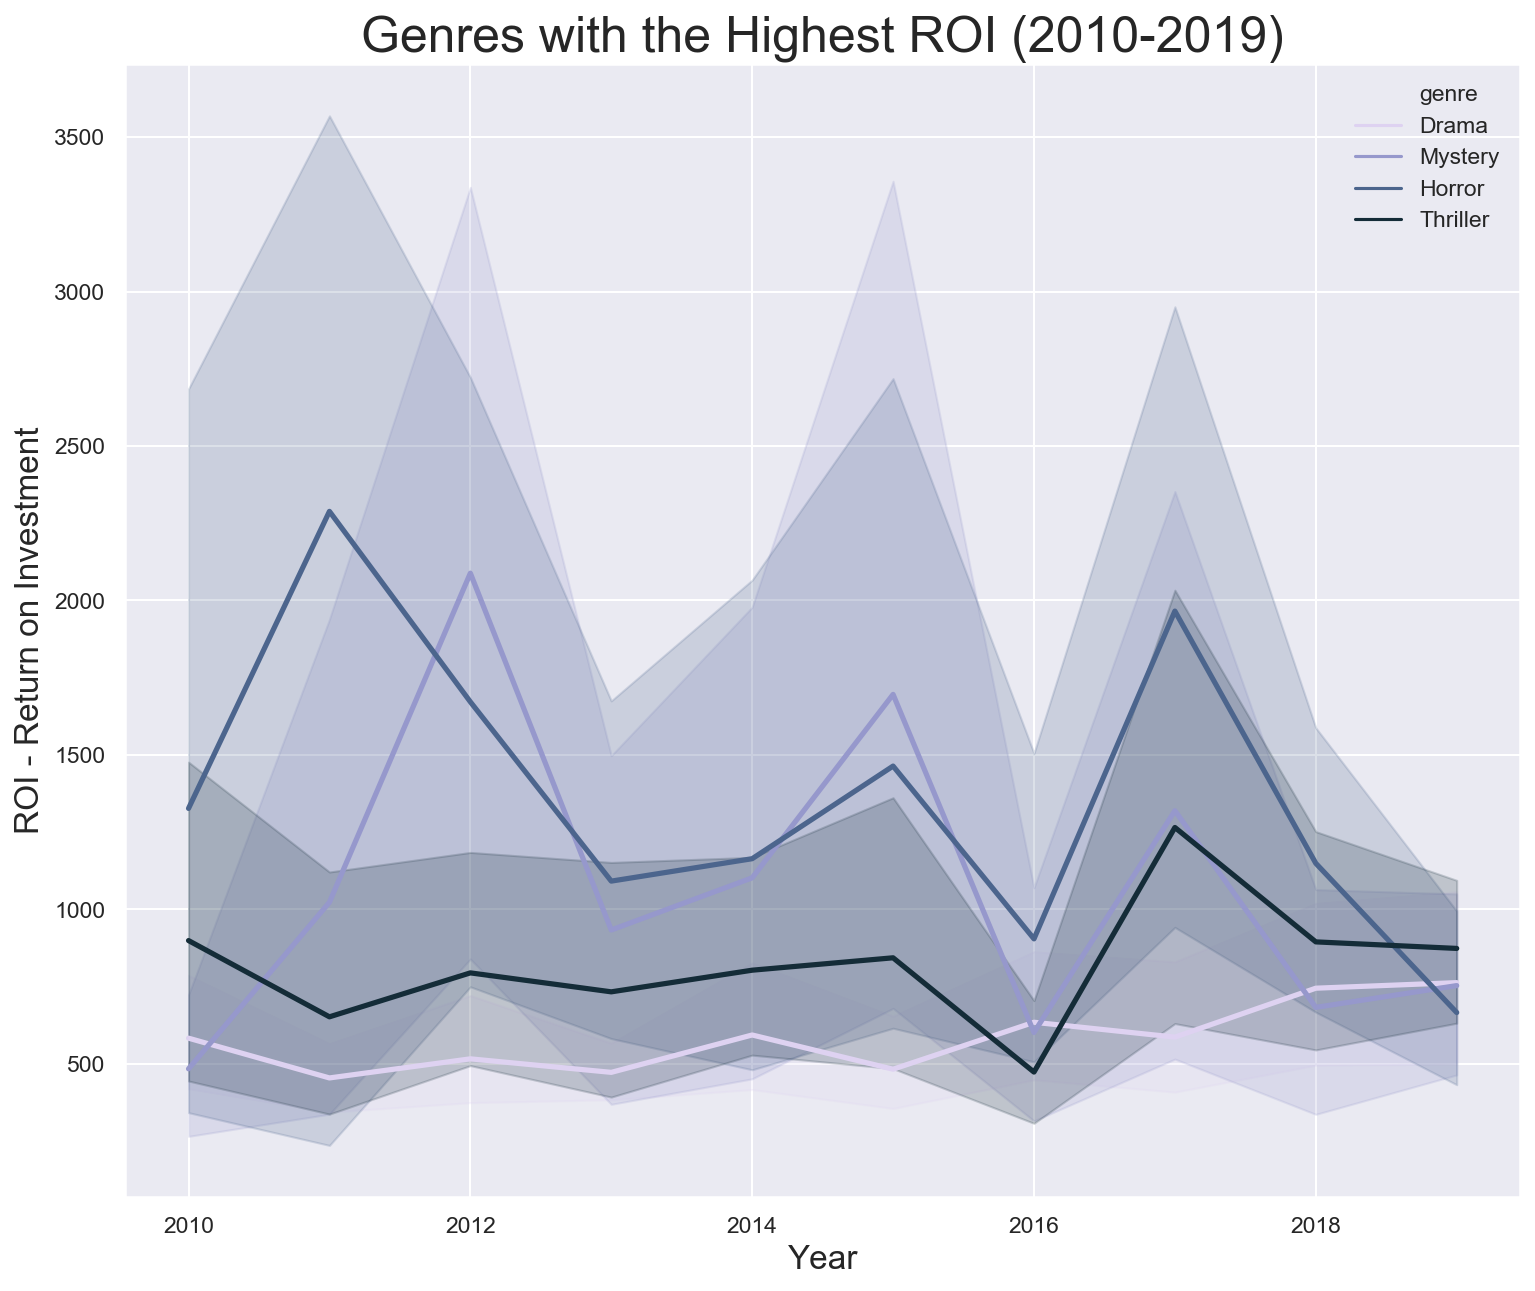 Genres with the Highest ROI (2010-2019)
genre
Drama
Mystery
Horror
Thriller
ROI - Return on Investment
3500
3000
2500
2000
1500
1000
500
2010 2012 2014 2016 2018
Year